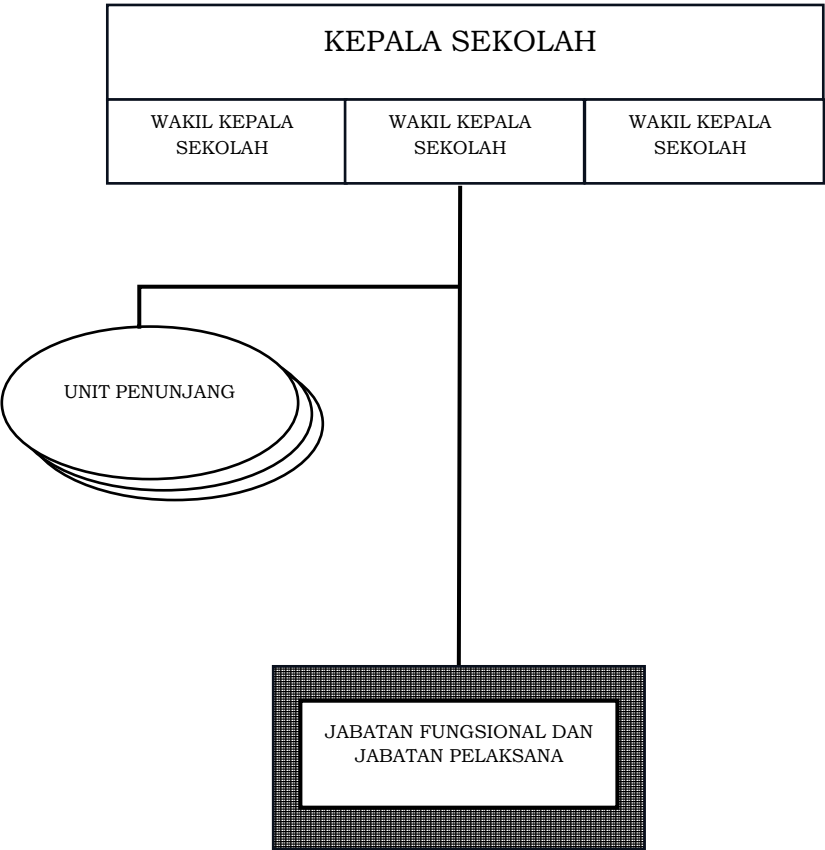 KEPALA SEKOLAH
WAKIL KEPALA
SEKOLAH
WAKIL KEPALA
SEKOLAH
WAKIL KEPALA
SEKOLAH
UNIT PENUNJANG
JABATAN FUNGSIONAL DAN
JABATAN PELAKSANA